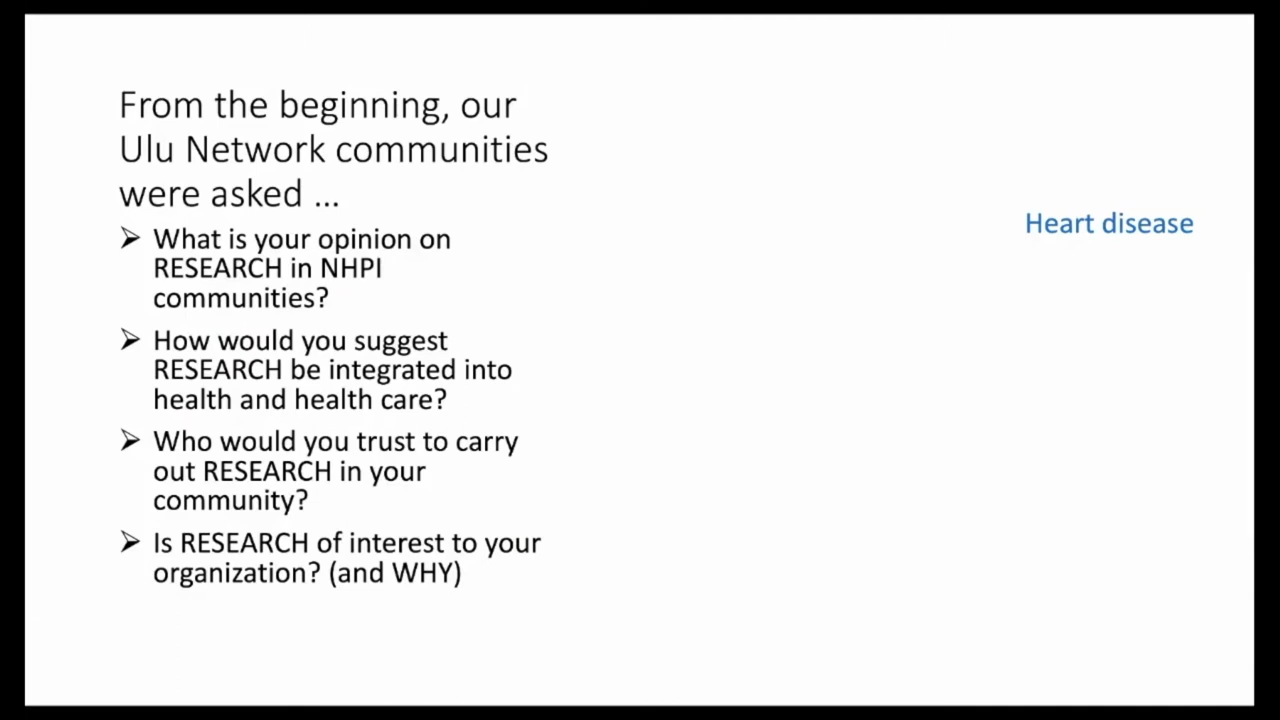 From the beginning, our
Ulu Network communities
were asked ...
➢ What is your opinion on
RESEARCH in NHPI
communities?
➢ How would you suggest
RESEARCH be integrated into
health and health care?
➢ Who would you trust to carry
out RESEARCH in your
community?
➢ Is RESEARCH of interest to your
organization? (and WHY)
Heart disease